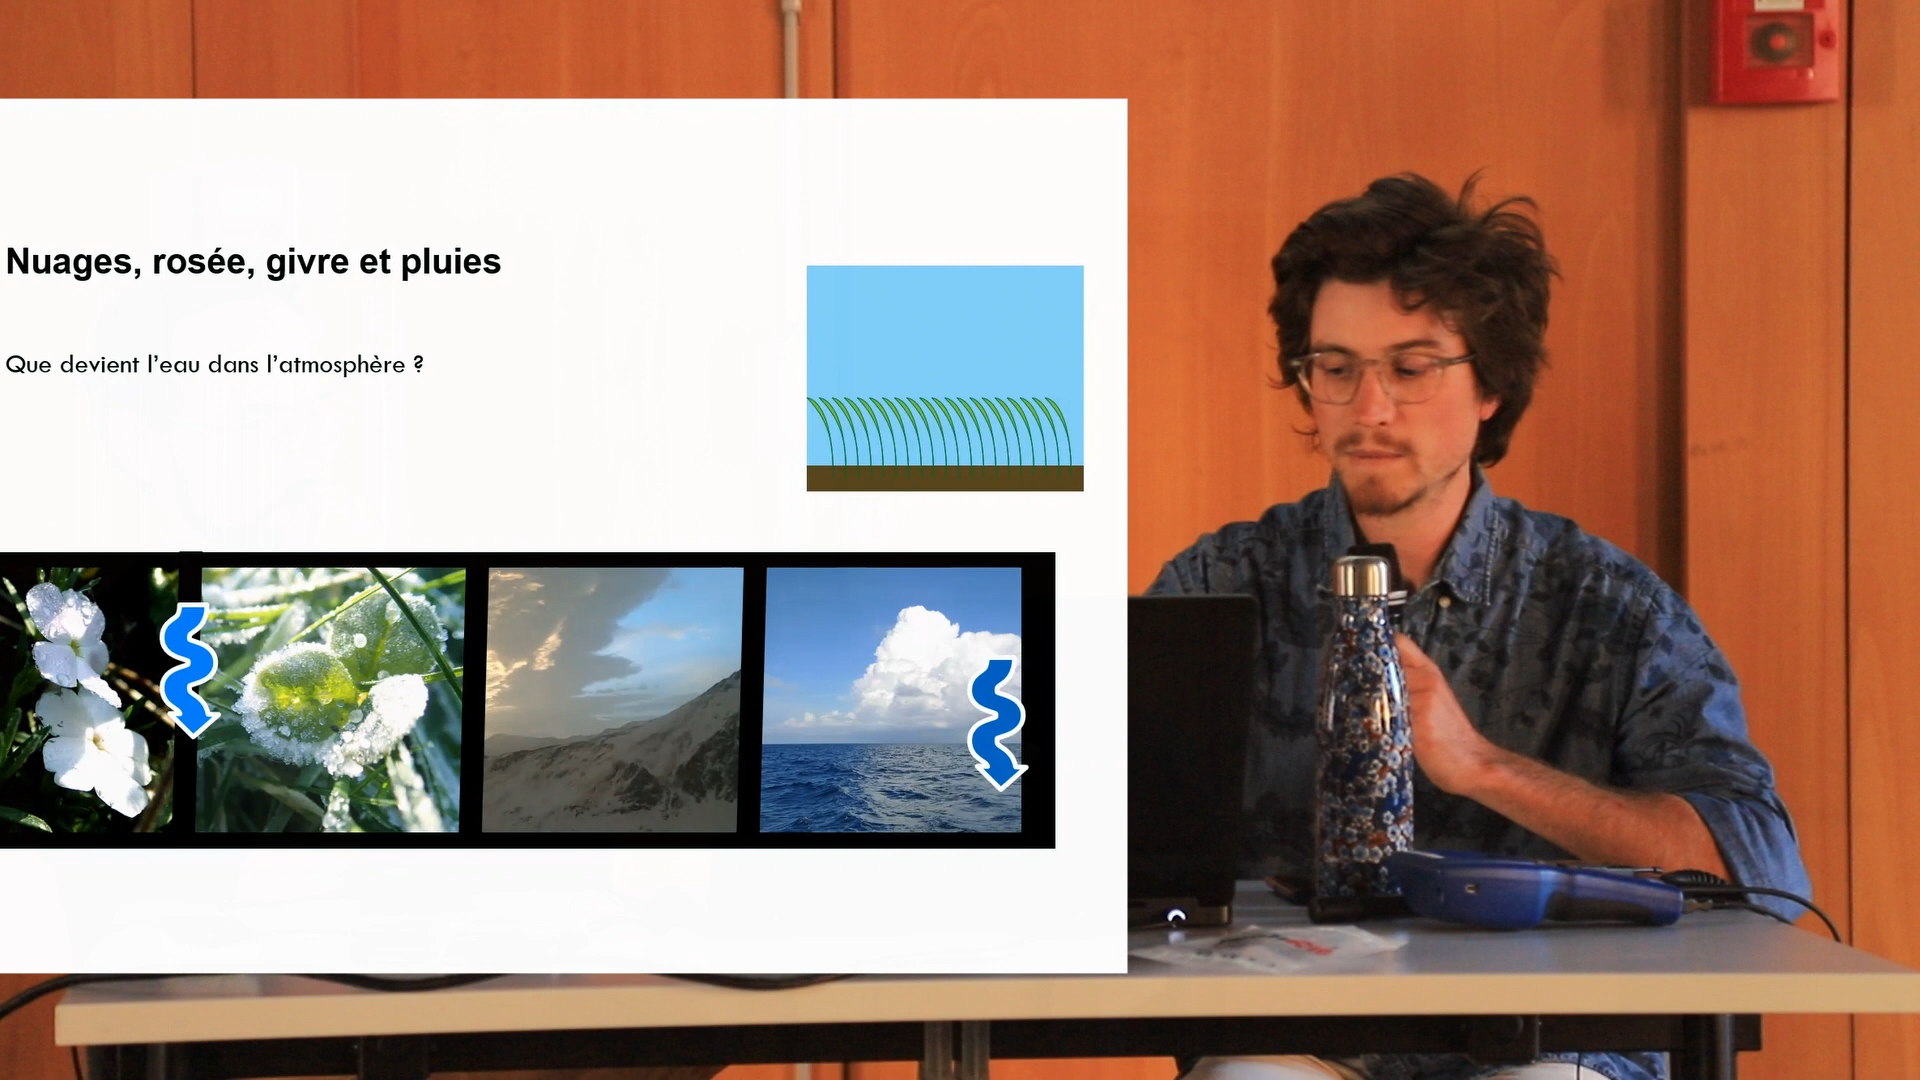 Nuages, rosée, givre et pluies
Que devient l’eau dans l’atmosphère ?